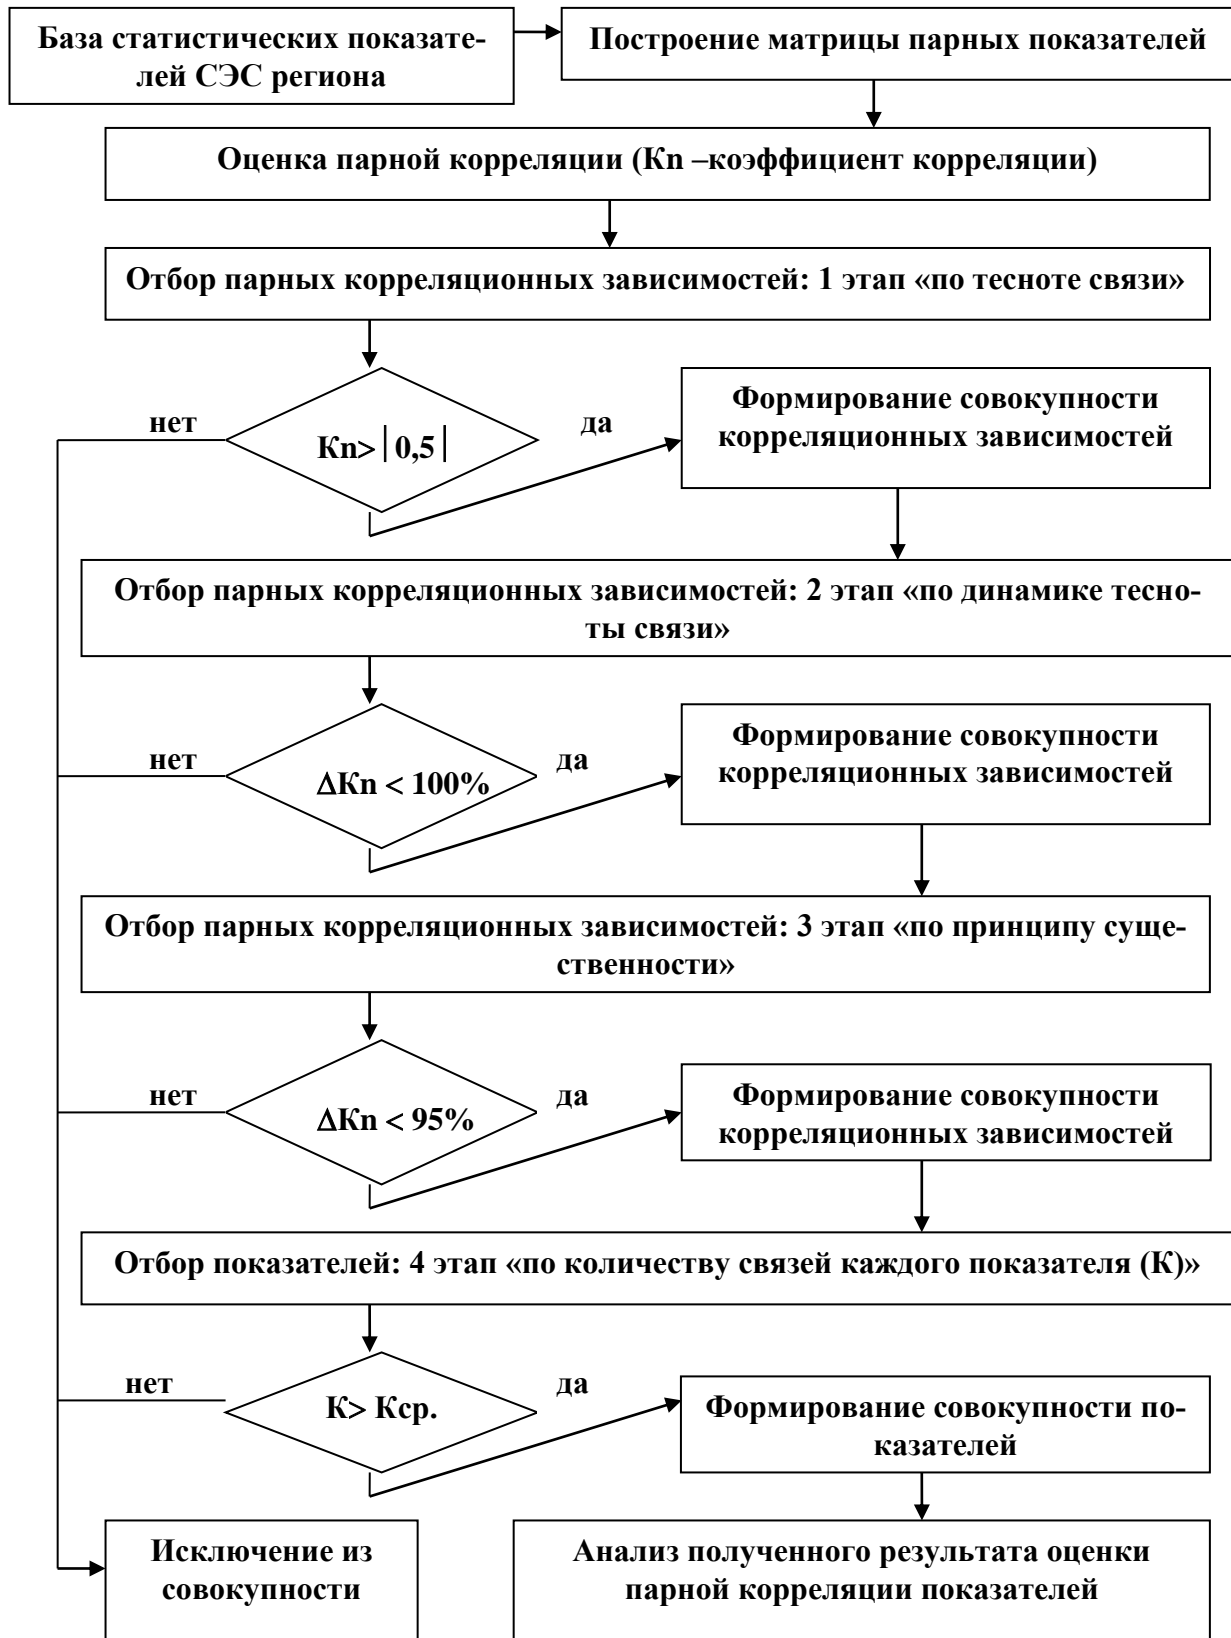 База статистических показате-
лей СЭС региона
Построение матрицы парных показателей
Оценка парной корреляции (Кn –коэффициент корреляции)
Отбор парных корреляционных зависимостей: 1 этап «по тесноте связи»
нет
Кn>|0,5|
да
Формирование совокупности
корреляционных зависимостей
Отбор парных корреляционных зависимостей: 2 этап «по динамике тесно-
ты связи»
нет
ΔКn < 100%
да
Формирование совокупности
корреляционных зависимостей
Отбор парных корреляционных зависимостей: 3 этап «по принципу суще-
ственности»
нет
ΔКn < 95%
да
Формирование совокупности
корреляционных зависимостей
Отбор показателей: 4 этап «по количеству связей каждого показателя (К)»
нет
К> Кср.
да
Формирование совокупности по-
казателей
Исключение из
совокупности
Анализ полученного результата оценки
парной корреляции показателей